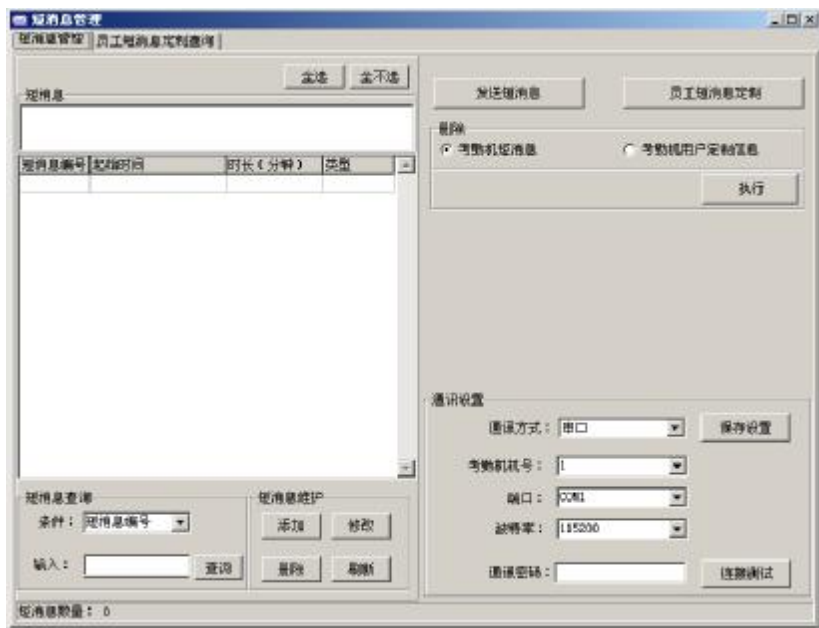 短消息管理
短消息管理 员工短消息定制查询
全选 全不选
短消息
短消息编号 起始时间 时长(分钟) 类型
发送短消息 员工短消息定制
删除
考勤机短消息 考勤机用户定制信息
执行
通讯设置
通讯方式： 串口 保存设置
考勤机机号： 1
端口： COM1
波特率： 115200
通讯密码： 连接测试
短消息查询
条件： 短消息编号
输入： 查询
短消息维护
添加 修改
删除 刷新
短消息数量： 0